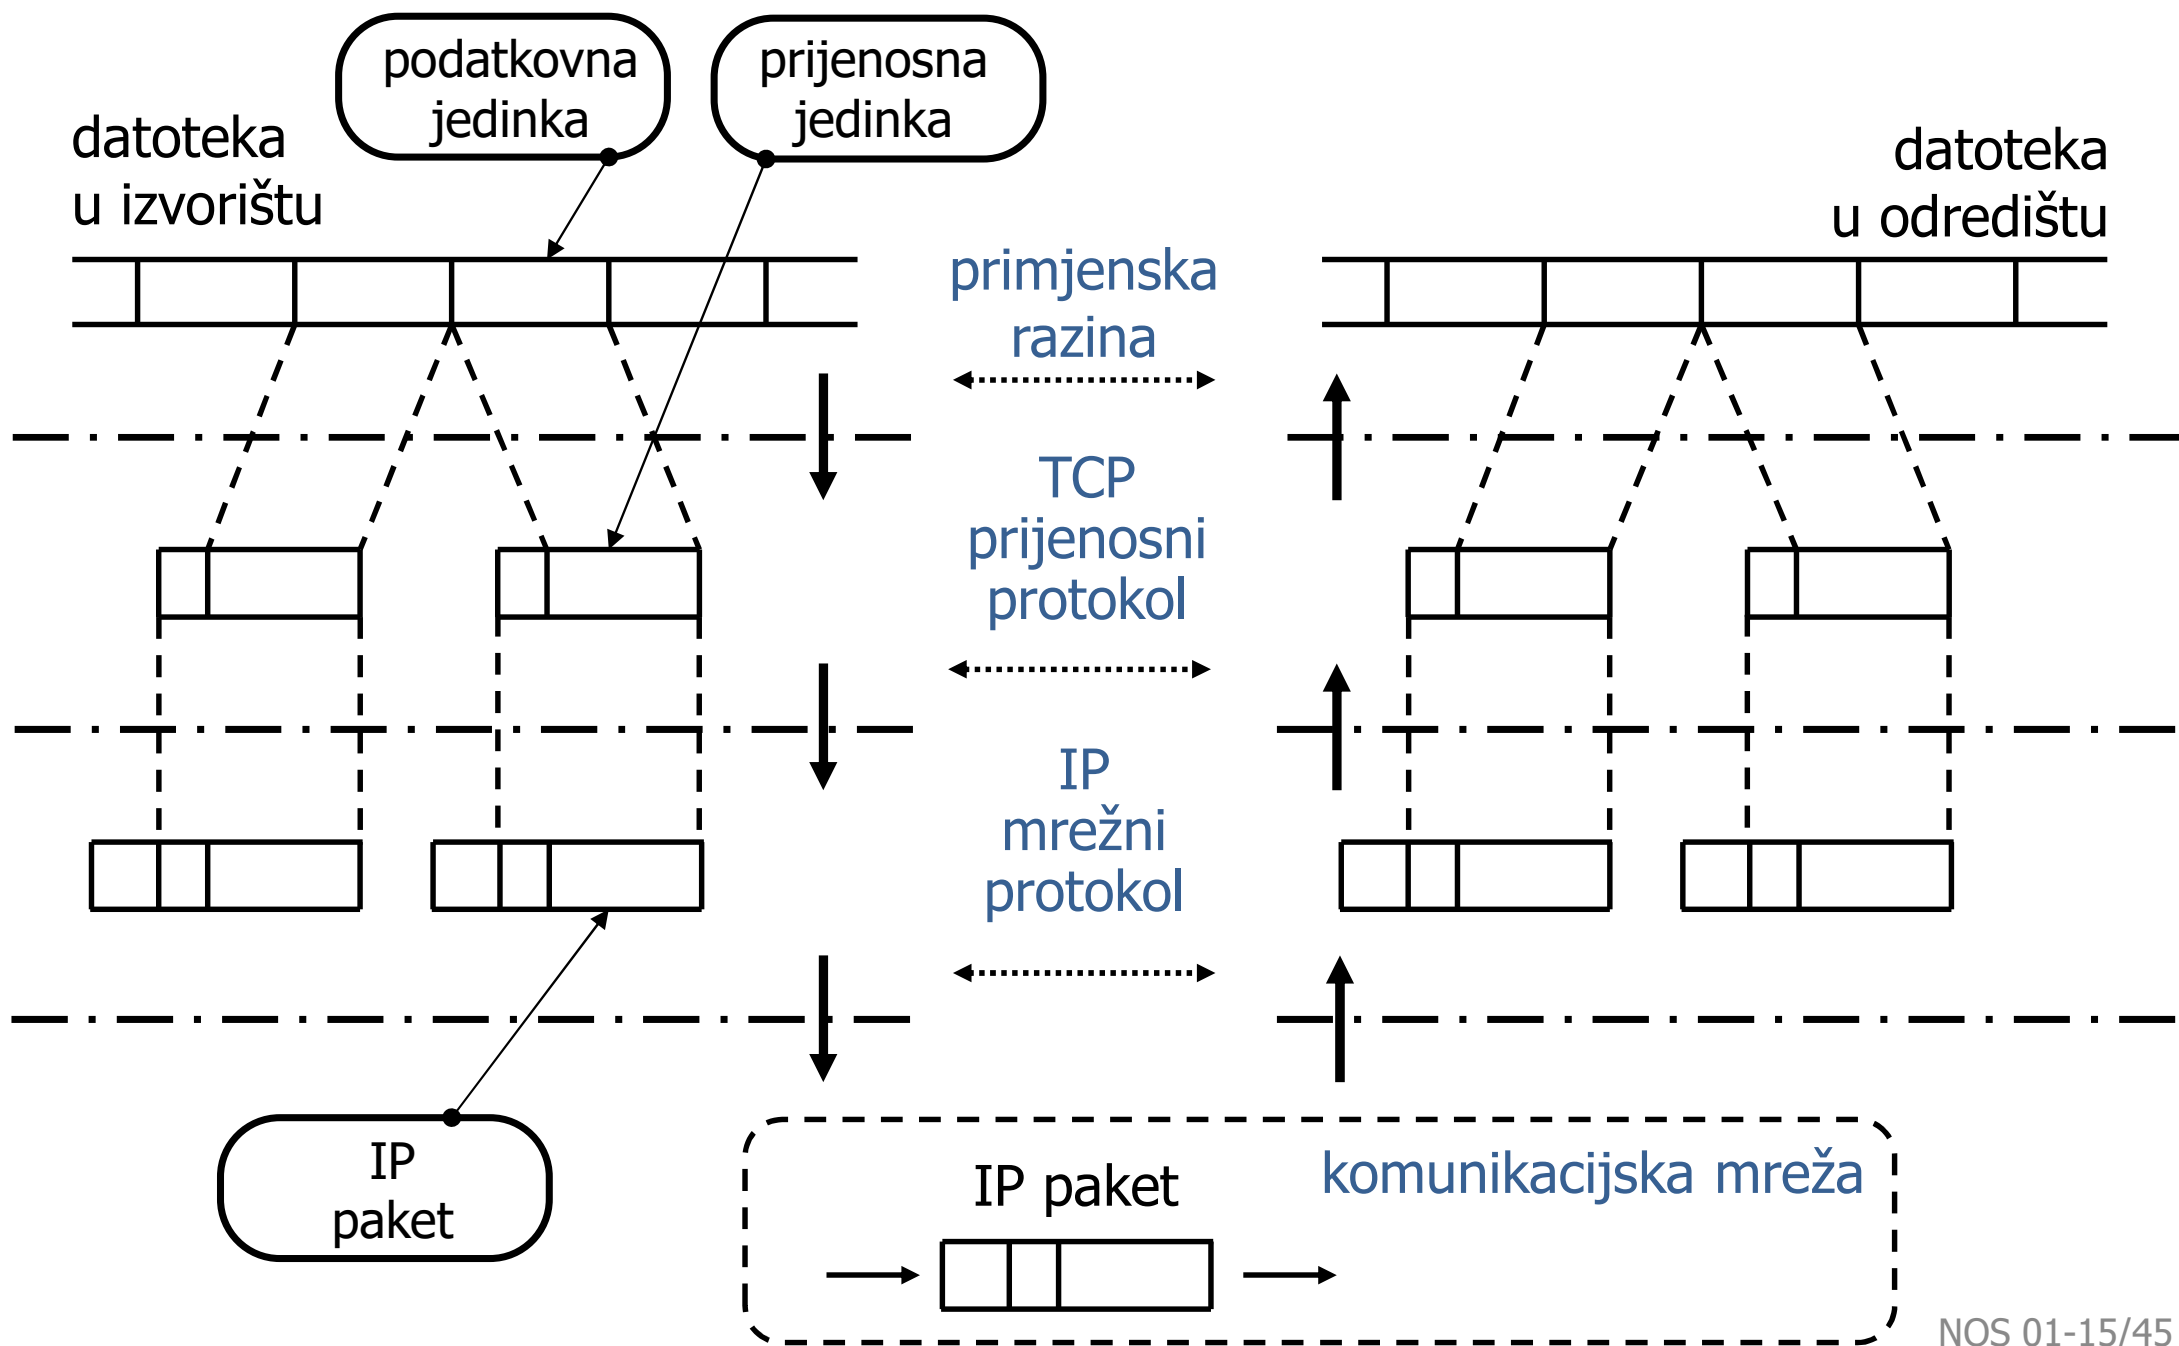 podatkovna
jedinka
prijenosna
jedinka
datoteka
u izvorištu
datoteka
u odredištu
primjenska
razina
TCP
prijenosni
protokol
IP
mrežni
protokol
IP
paket
IP paket
komunikacijska mreža
NOS 01-15/45